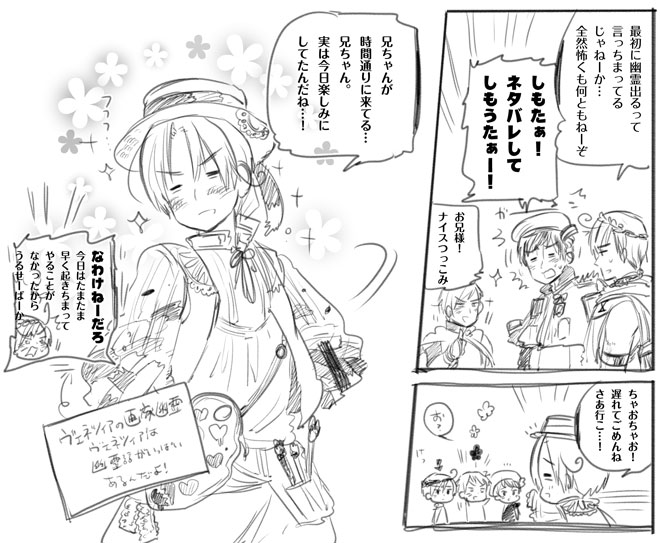 最初に幽霊出るって
言っちまってる
じゃねーか…
全然怖くも何ともねーぞ
しもたぁ!
ネタバレして
しもうたぁー!
お兄様!
ナイスつっこみ
ちゃおちゃお!
遅れてごめんね
さあ行こ…!
お?
兄ちゃんが
時間通りに来てる…
兄ちゃん。
実は今日楽しみに
してたんだね…!
なわけねーだろ
今日はたまたま
早く起きちまって
やることが
なかったから
うるせーばーか
ヴェネツィアの画家幽霊
ヴェネツィアは
幽霊話がいっぱい
あるんだよ!